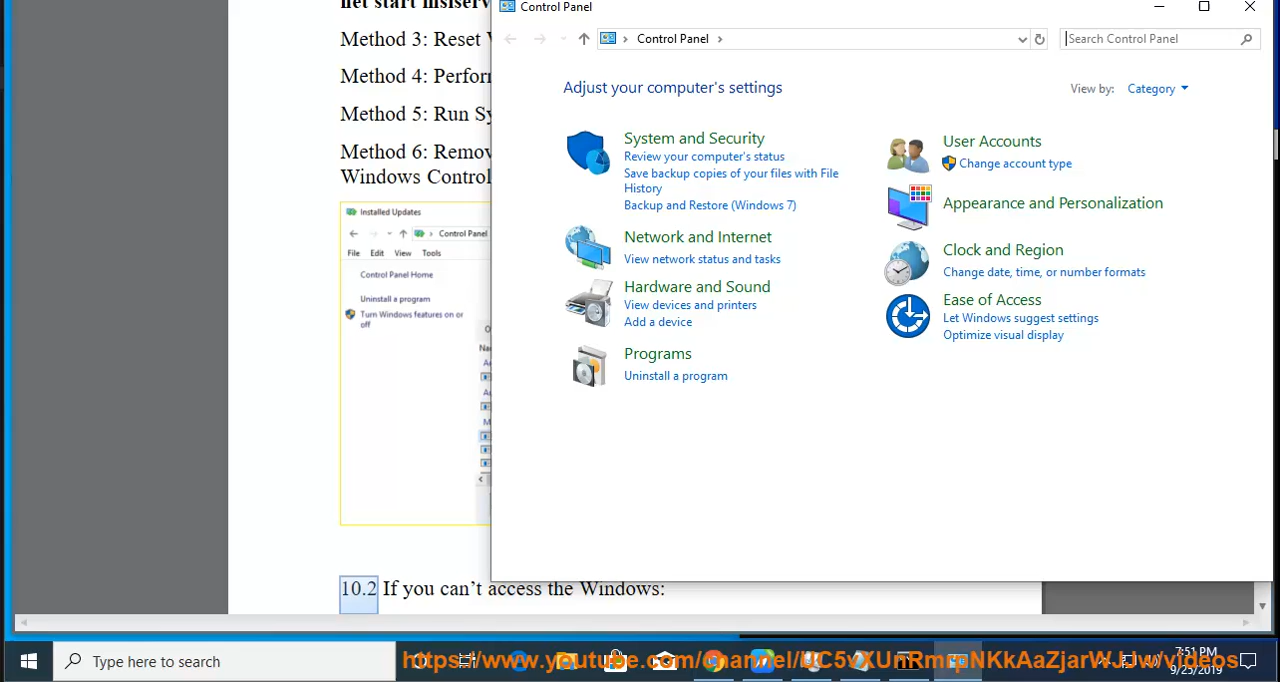 net start msiserv
Method 3: Reset W
Method 4: Perform
Method 5: Run Sy
Method 6: Remov
Windows Control
Installed Updates
Control Panel
File Edit View Tools
Control Panel Home
Uninstall a program
Turn Windows features on or
off
10.2 If you can't access the Windows:
Control Panel
Control Panel
Search Control Panel
Adjust your computer's settings
View by: Category
System and Security
Review your computer's status
Save backup copies of your files with File
History
Backup and Restore (Windows 7)
Network and Internet
View network status and tasks
Hardware and Sound
View devices and printers
Add a device
Programs
Uninstall a program
User Accounts
Change account type
Appearance and Personalization
Clock and Region
Change date, time, or number formats
Ease of Access
Let Windows suggest settings
Optimize visual display
Type here to search
7:51 PM
9/25/2019